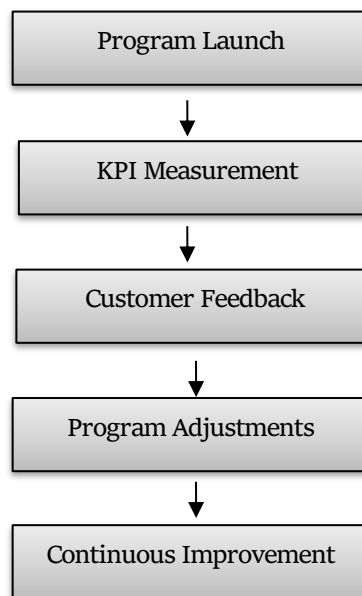 Program Launch
KPI Measurement
Customer Feedback
Program Adjustments
Continuous Improvement